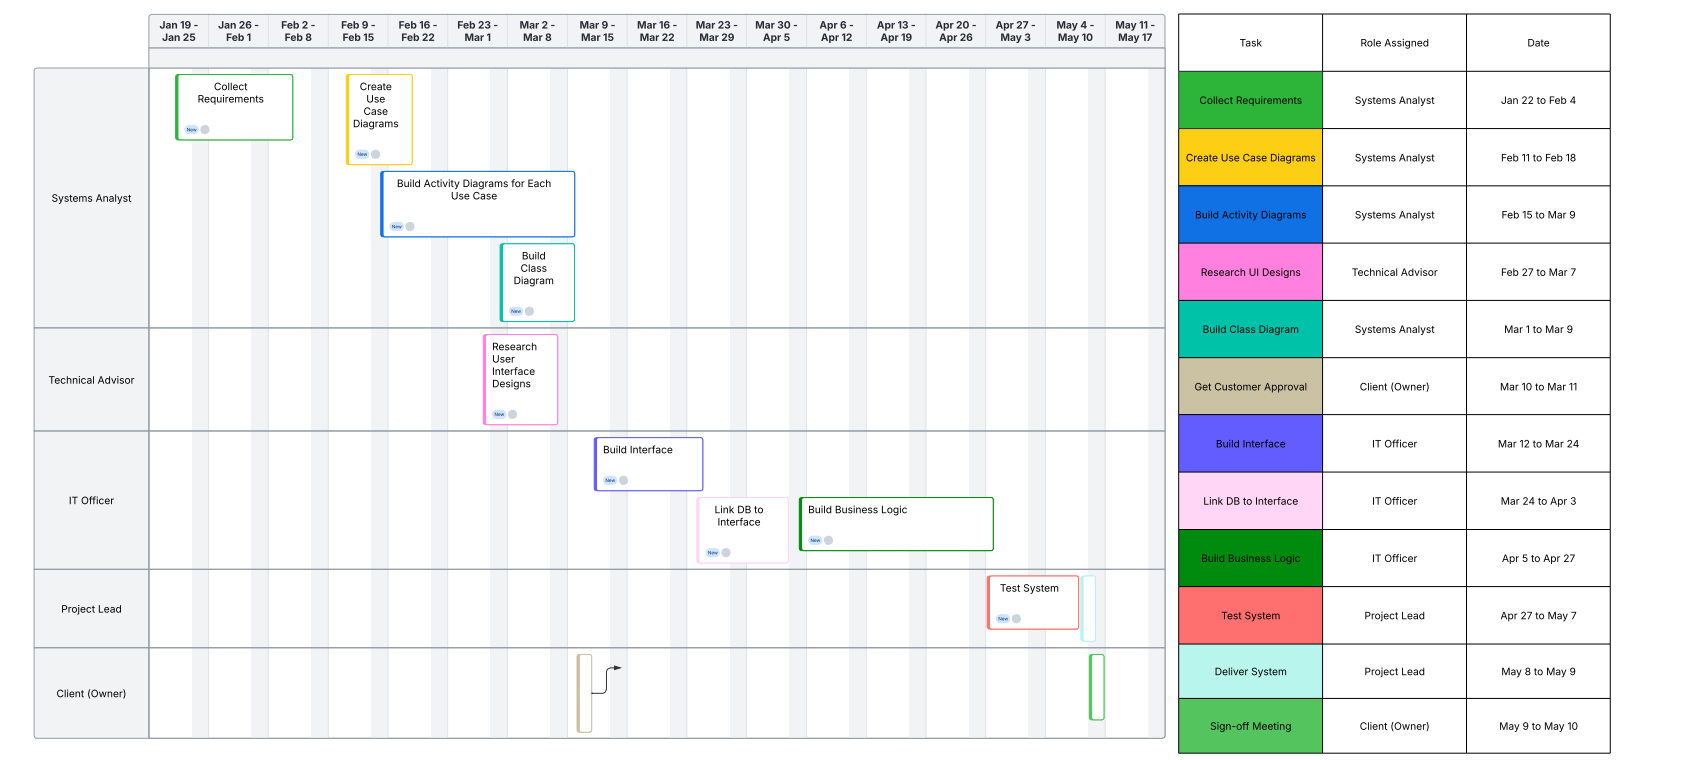 Jan 19 -
Jan 25
Jan 26 -
Feb 1
Feb 2 -
Feb 8
Feb 9 -
Feb 15
Feb 16 -
Feb 22
Feb 23 -
Mar 1
Mar 2 -
Mar 8
Mar 9 -
Mar 15
Mar 16 -
Mar 22
Mar 23 -
Mar 29
Mar 30 -
Apr 5
Apr 6 -
Apr 12
Apr 13 -
Apr 19
Apr 20 -
Apr 26
Apr 27 -
May 3
May 4 -
May 10
May 11 -
May 17
Systems Analyst
Collect
Requirements
New
Create
Use
Case
Diagrams
New
Build Activity Diagrams for Each
Use Case
New
Build
Class
Diagram
New
Technical Advisor
Research
User
Interface
Designs
New
IT Officer
Build Interface
New
Link DB to
Interface
New
Build Business Logic
New
Project Lead
Test System
New
Client (Owner)
Task Role Assigned Date
Collect Requirements Systems Analyst Jan 22 to Feb 4
Create Use Case Diagrams Systems Analyst Feb 11 to Feb 18
Build Activity Diagrams Systems Analyst Feb 15 to Mar 9
Research UI Designs Technical Advisor Feb 27 to Mar 7
Build Class Diagram Systems Analyst Mar 1 to Mar 9
Get Customer Approval Client (Owner) Mar 10 to Mar 11
Build Interface IT Officer Mar 12 to Mar 24
Link DB to Interface IT Officer Mar 24 to Apr 3
Build Business Logic IT Officer Apr 5 to Apr 27
Test System Project Lead Apr 27 to May 7
Deliver System Project Lead May 8 to May 9
Sign-off Meeting Client (Owner) May 9 to May 10